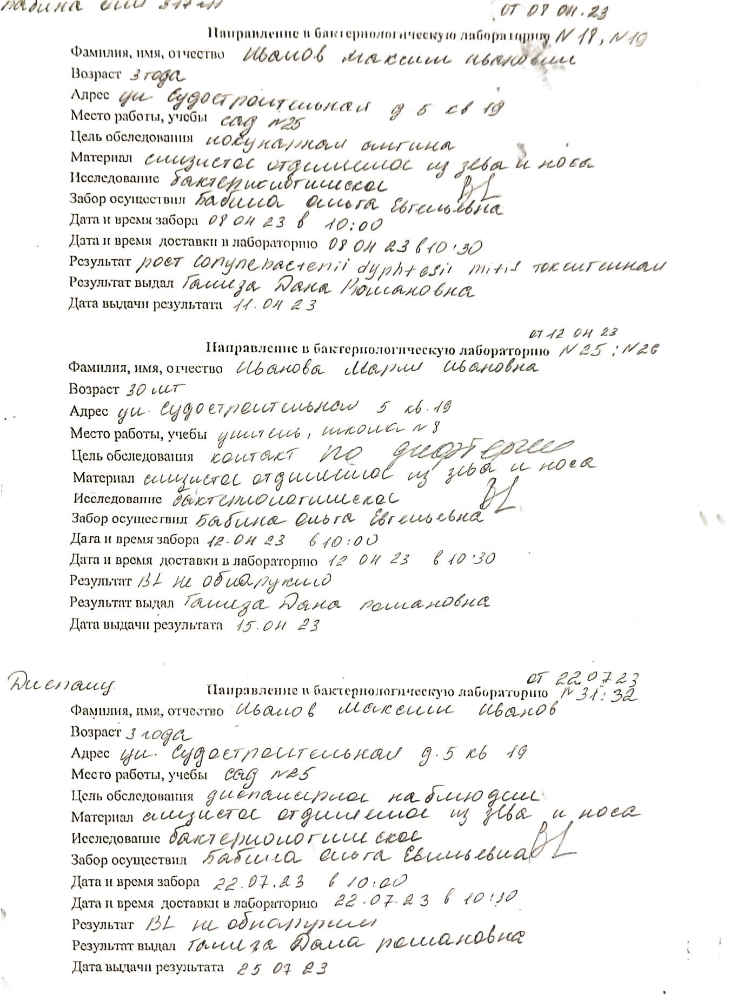 Бабина
от 08 04.23
Направление в бактериологическую лабораторию N 18, N 19
Фамилия, имя, отчество Иванов Максим Иванович
Возраст 3 года
Адрес ул. Судостроительная д 5 кв 19
Место работы, учебы сад №25
Цель обследования лакунарная ангина
Материал слизистое отделяемое из зева и носа
Исследование бактериологическое BL
Забор осуществил Бабина Ольга Евгеньевна
Дата и время забора 08 04 23 в 10:00
Дата и время доставки в лабораторию 08 04 23 в 10:30
Результат рост Corynebacterii dyphtesii mitis токсигенная
Результат выдал Гализа Дана Романовна
Дата выдачи результата 11.04 23
от 12 04 23
Направление в бактериологическую лабораторию N 25; N 26
Фамилия, имя, отчество Иванова Мария Ивановна
Возраст 30 лет
Адрес ул. Судостроительная 5 кв. 19
Место работы, учебы учитель, школа №8
Цель обследования контакт по дифтерии
Материал слизистое отделяемое из зева и носа
Исследование бактериологическое BL
Забор осуществил Бабина Ольга Евгеньевна
Дата и время забора 12.04 23 в 10:00
Дата и время доставки в лабораторию 12 04 23 в 10:30
Результат BL не обнаружено
Результат выдал Гализа Дана Романовна
Дата выдачи результата 15.04 23
от 22.07 23
Диспанц
Направление в бактериологическую лабораторию N 31; 32
Фамилия, имя, отчество Иванов Максим Иванов
Возраст 3 года
Адрес ул. Судостроительная д. 5 кв 19
Место работы, учебы сад №25
Цель обследования диспансерное наблюдение
Материал слизистое отделяемое из зева и носа
Исследование бактериологическое BL
Забор осуществил Бабина Ольга Евгеньевна
Дата и время забора 22.07.23 в 10:00
Дата и время доставки в лабораторию 22.07.23 в 10:30
Результат BL не обнаружен
Результат выдал Гализа Дана Романовна
Дата выдачи результата 25 07 23